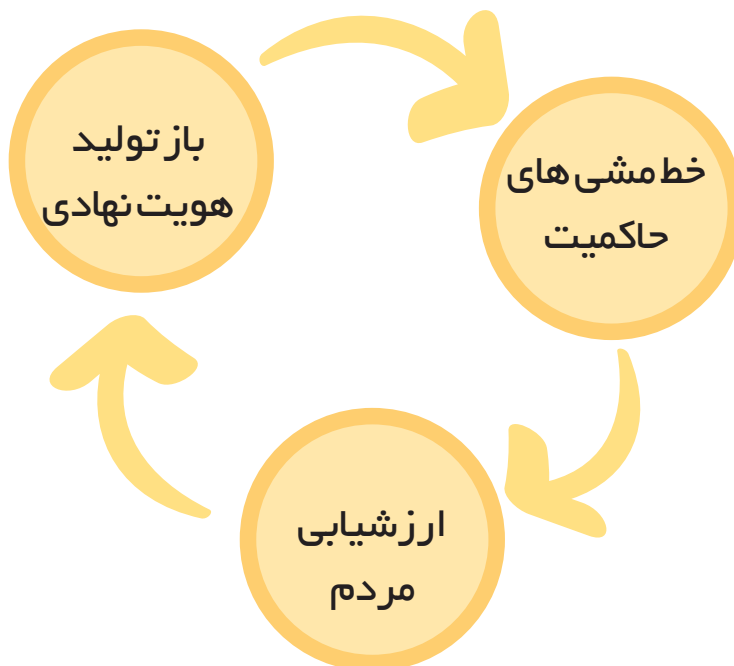 باز تولید
هویت نهادی
خط مشی های
حاکمیت
ارزشیابی
مردم